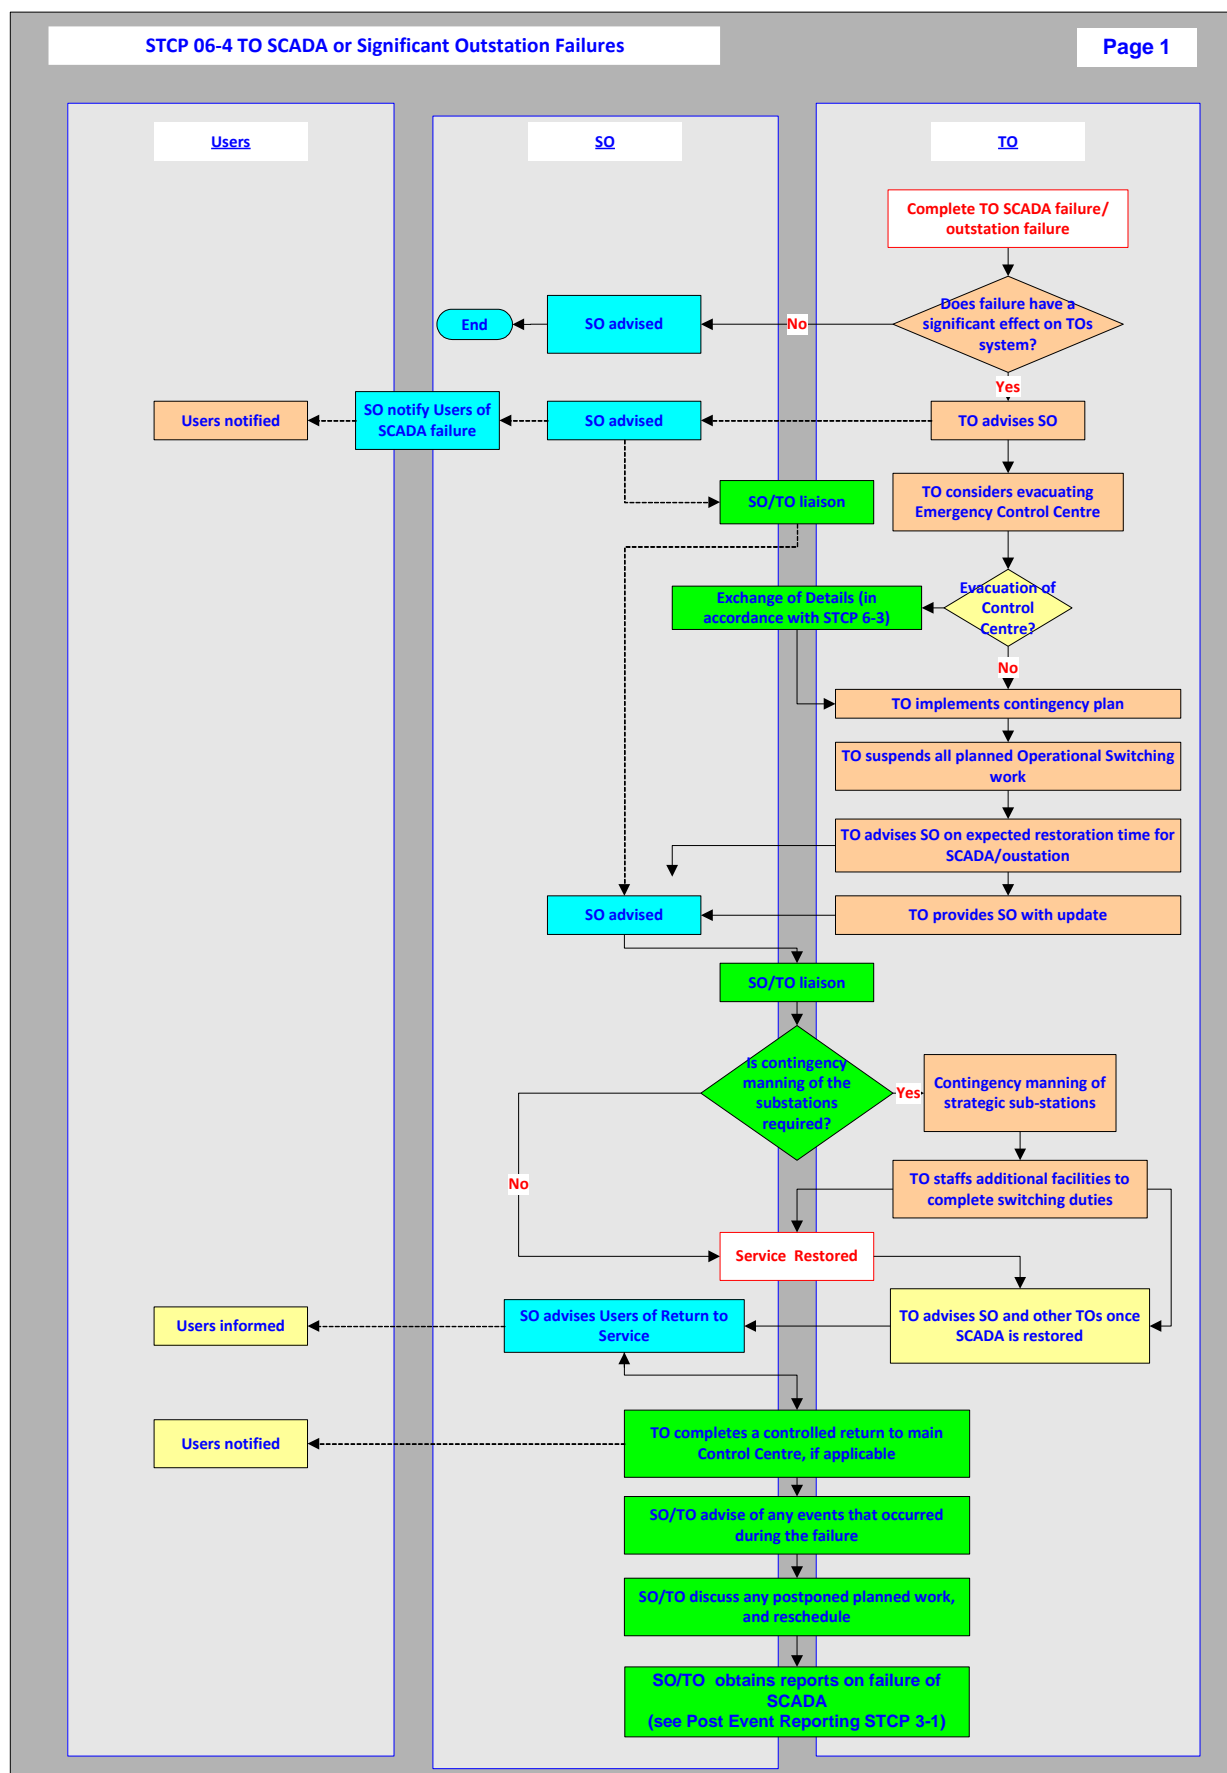 STCP 06-4 TO SCADA or Significant Outstation Failures
Page 1
Users
SO
TO
Complete TO SCADA failure/
outstation failure
Does failure have a
significant effect on TOs
system?
No
SO advised
End
Yes
TO advises SO
SO advised
SO notify Users of
SCADA failure
Users notified
SO/TO liaison
TO considers evacuating
Emergency Control Centre
Evacuation of
Control
Centre?
Exchange of Details (in
accordance with STCP 6-3)
No
TO implements contingency plan
TO suspends all planned Operational Switching
work
TO advises SO on expected restoration time for
SCADA/oustation
SO advised
TO provides SO with update
SO/TO liaison
Is contingency
manning of the
substations
required?
Yes
Contingency manning of
strategic sub-stations
No
TO staffs additional facilities to
complete switching duties
Service  Restored
TO advises SO and other TOs once
SCADA is restored
SO advises Users of Return to
Service
Users informed
TO completes a controlled return to main
Control Centre, if applicable
Users notified
SO/TO advise of any events that occurred
during the failure
SO/TO discuss any postponed planned work,
and reschedule
SO/TO  obtains reports on failure of
SCADA
(see Post Event Reporting STCP 3-1)